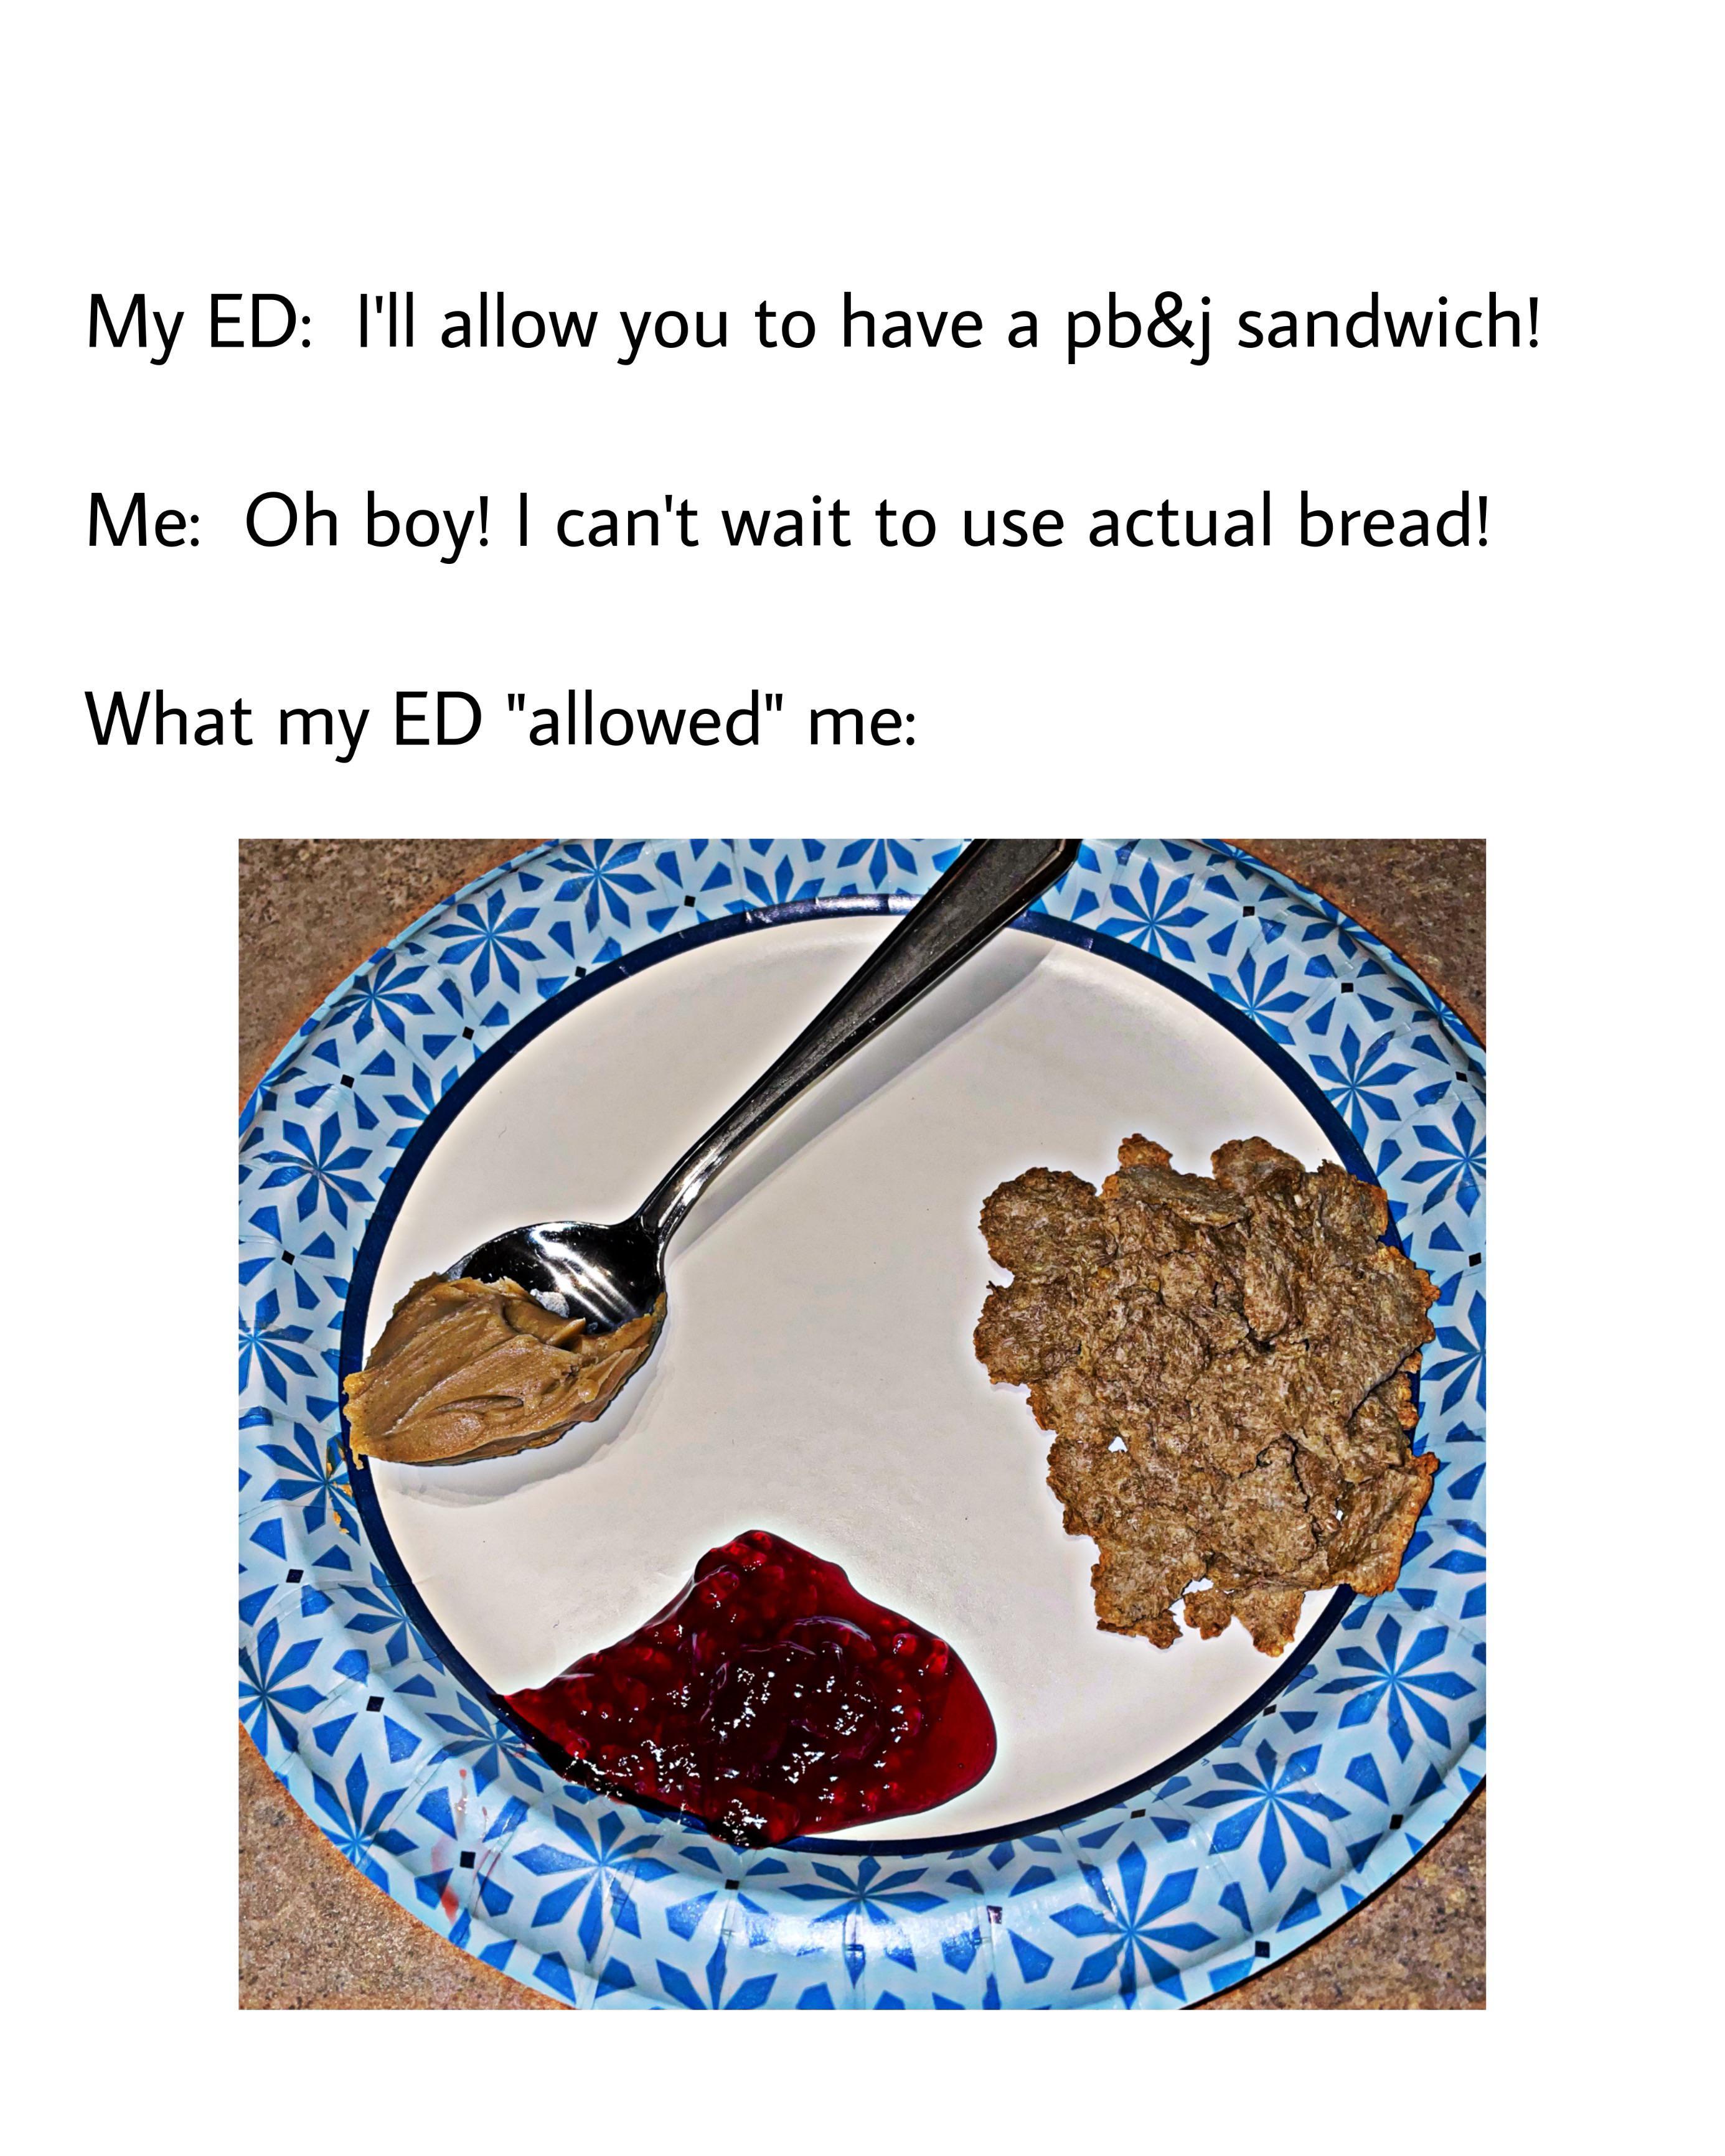 My ED:  I'll allow you to have a pb&j sandwich!
Me:  Oh boy! I can't wait to use actual bread!
What my ED "allowed" me: